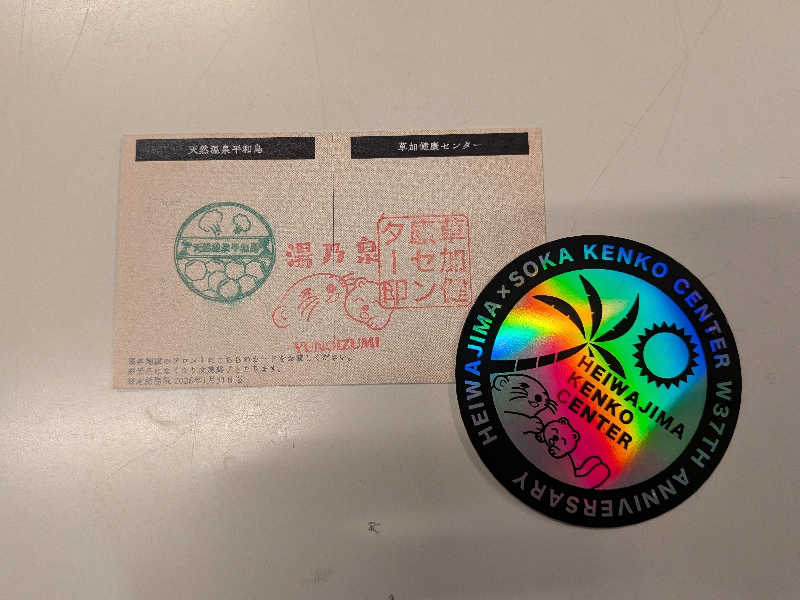 天然温泉平和島
草加健康センター
天然温泉平和島
湯乃泉
草加健
康セン
ター印
YUNOIZUMI
HEIWAJIMA × SOKA KENKO CENTER W37TH ANNIVERSARY
HEIWAJIMA
KENKO
CENTER